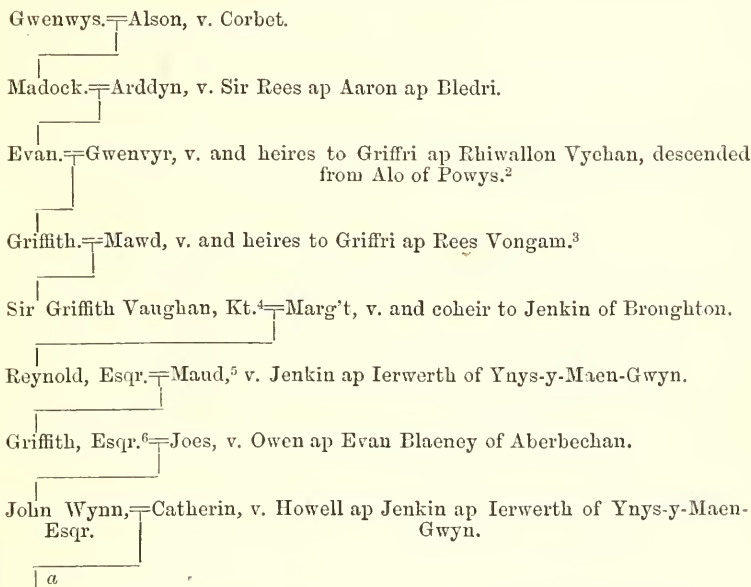 Gwenwys.=Alson, v. Corbet.
Madock.=Arddyn, v. Sir Rees ap Aaron ap Bledri.
Evan.=Gwenvyr, v. and heires to Griffri ap Rhiwallon Vychan, descended
from Alo of Powys.²
Griffith.=Mawd, v. and heires to Griffri ap Rees Vongam.³
Sir Griffith Vaughan, Kt.⁴=Marg't, v. and coheir to Jenkin of Broughton.
Reynold, Esqr.=Maud,⁵ v. Jenkin ap Ierwerth of Ynys-y-Maen-Gwyn.
Griffith, Esqr.⁶=Joes, v. Owen ap Evan Blaeney of Aberbechan.
John Wynn,=Catherin, v. Howell ap Jenkin ap Ierwerth of Ynys-y-Maen-
Esqr. Gwyn.
a